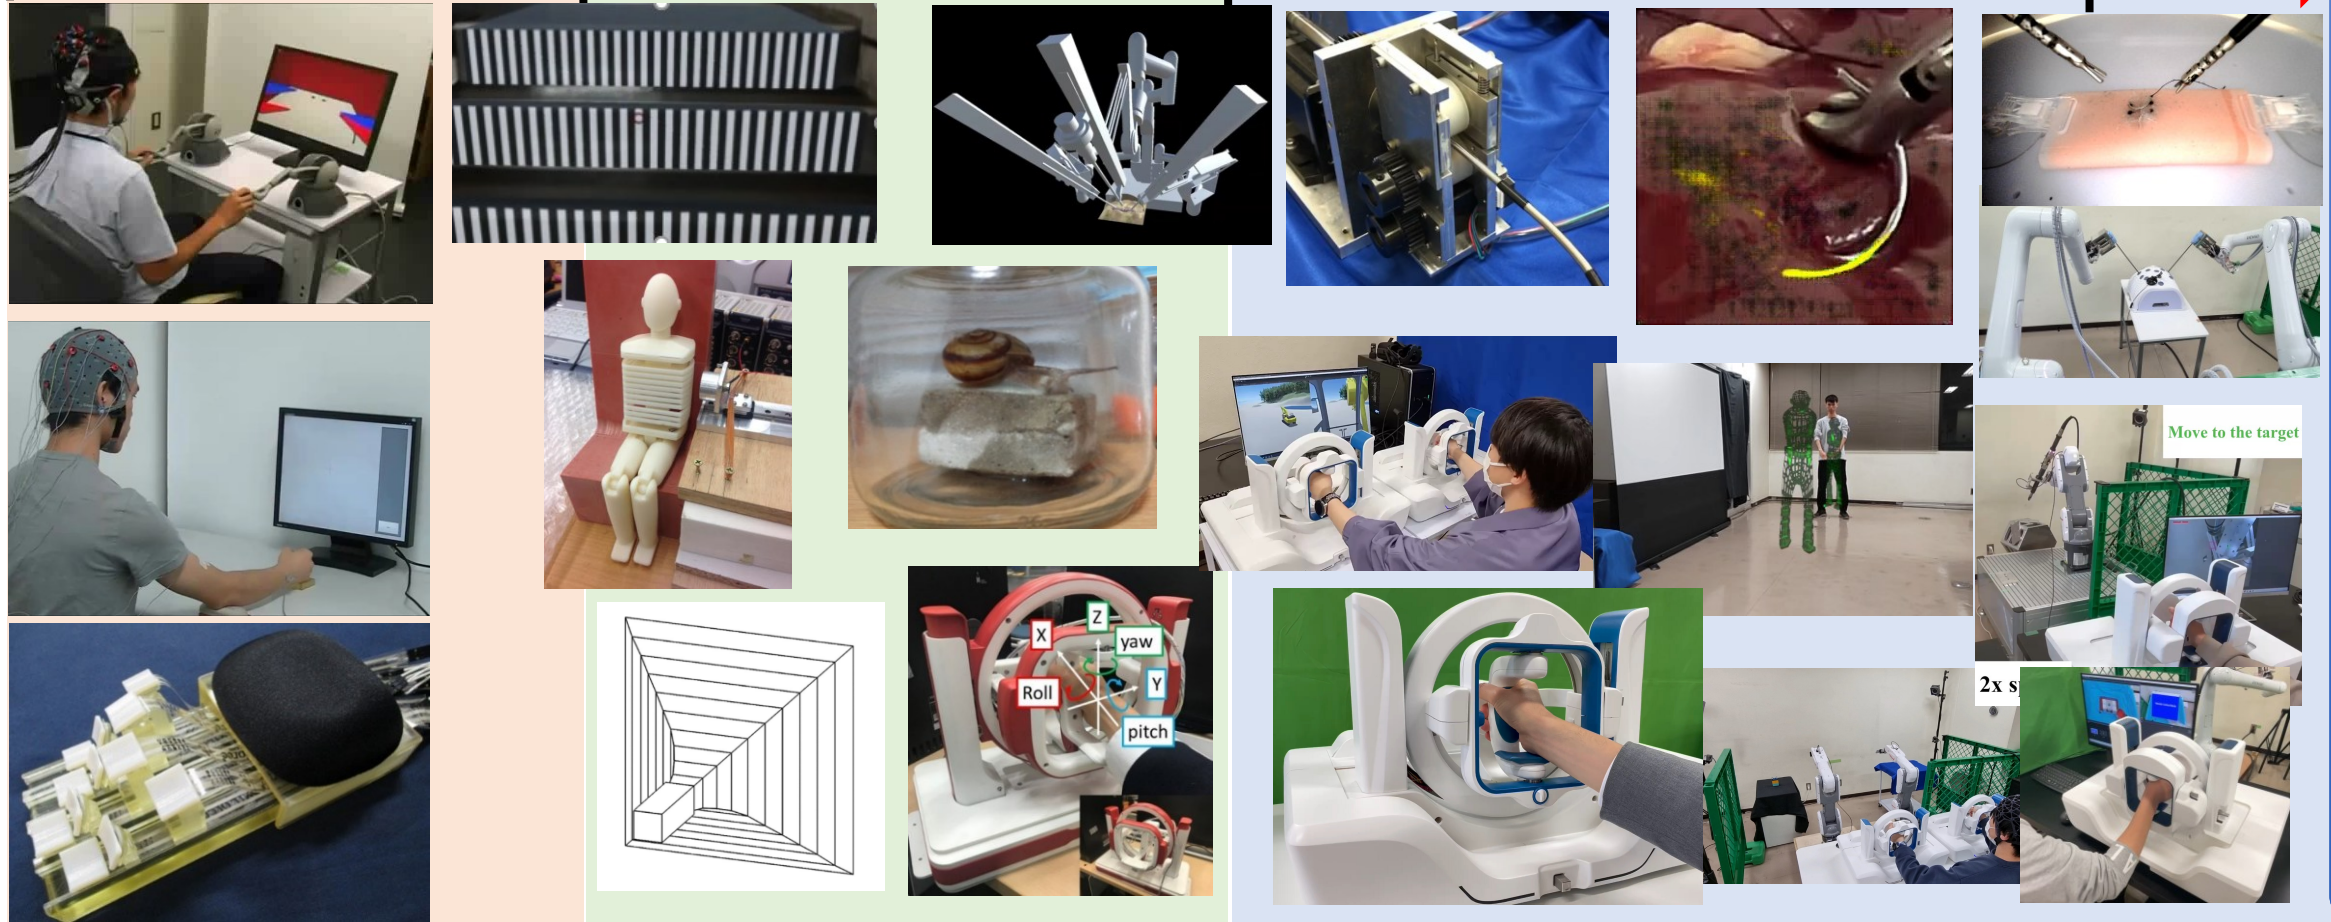 Z
X
yaw
Roll
Y
pitch
Move to the target
2x